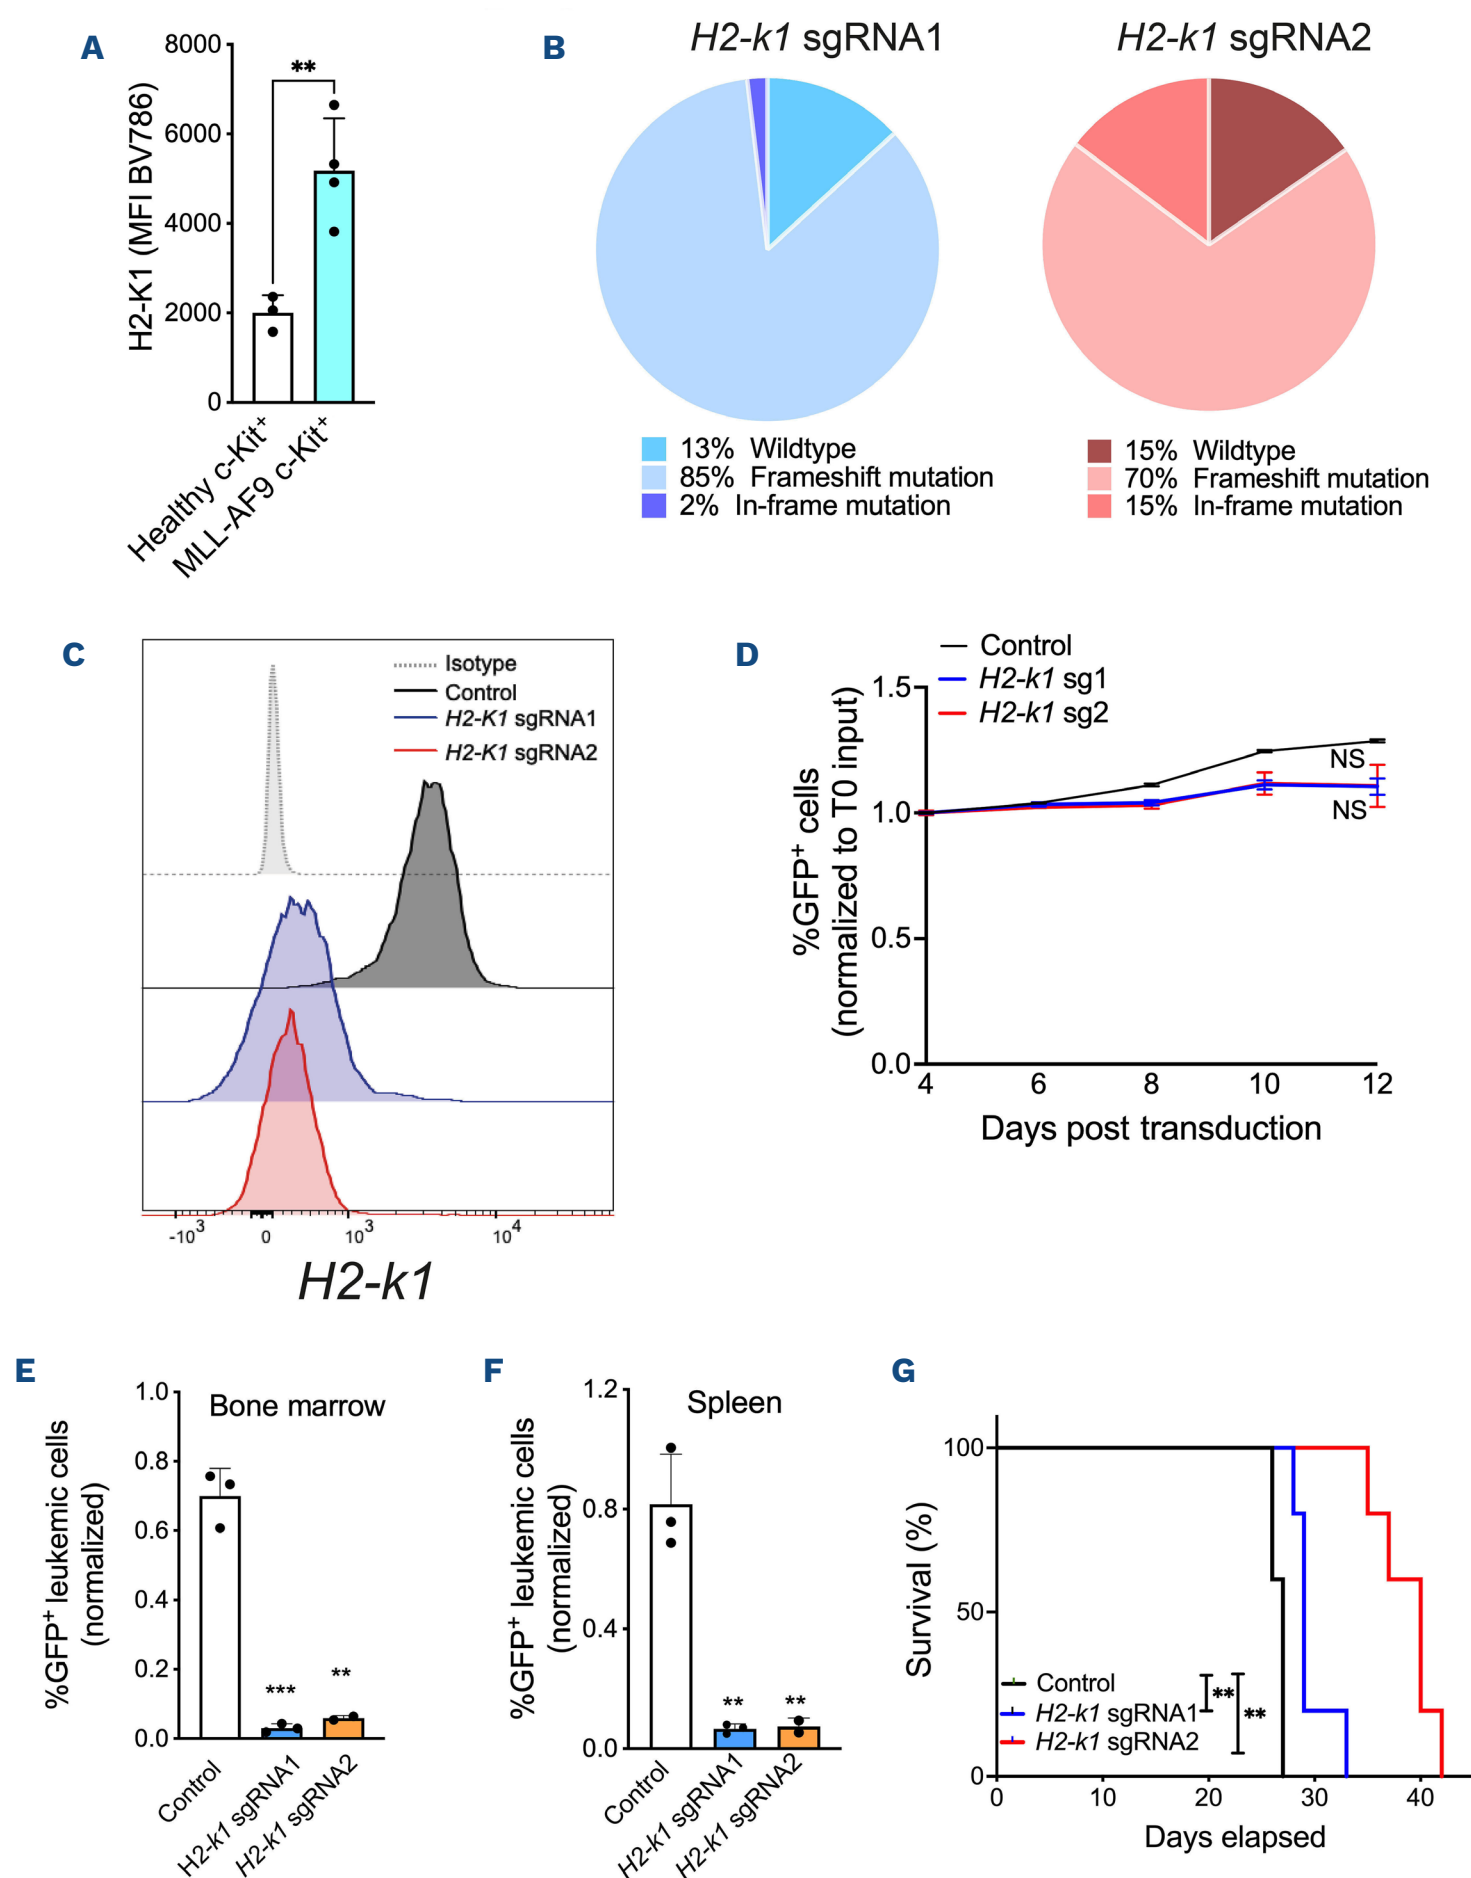 A
H2-K1 (MFI BV786)
8000
6000
4000
2000
0
**
Healthy c-Kit+
MLL-AF9 c-Kit+
B
H2-k1 sgRNA1
13% Wildtype
85% Frameshift mutation
2% In-frame mutation
H2-k1 sgRNA2
15% Wildtype
70% Frameshift mutation
15% In-frame mutation
C
Isotype
Control
H2-K1 sgRNA1
H2-K1 sgRNA2
-10³ 0 10³ 10⁴
H2-k1
D
Control
H2-k1 sg1
H2-k1 sg2
%GFP+ cells
(normalized to T0 input)
1.5
1.0
0.5
0.0
NS
NS
4 6 8 10 12
Days post transduction
E
Bone marrow
%GFP+ leukemic cells
(normalized)
1.0
0.8
0.6
0.4
0.2
0.0
***
**
Control
H2-k1 sgRNA1
H2-k1 sgRNA2
F
Spleen
%GFP+ leukemic cells
(normalized)
1.2
0.8
0.4
0.0
**
**
Control
H2-k1 sgRNA1
H2-k1 sgRNA2
G
Survival (%)
100
50
0
Control
H2-k1 sgRNA1
H2-k1 sgRNA2
**
**
0 10 20 30 40
Days elapsed